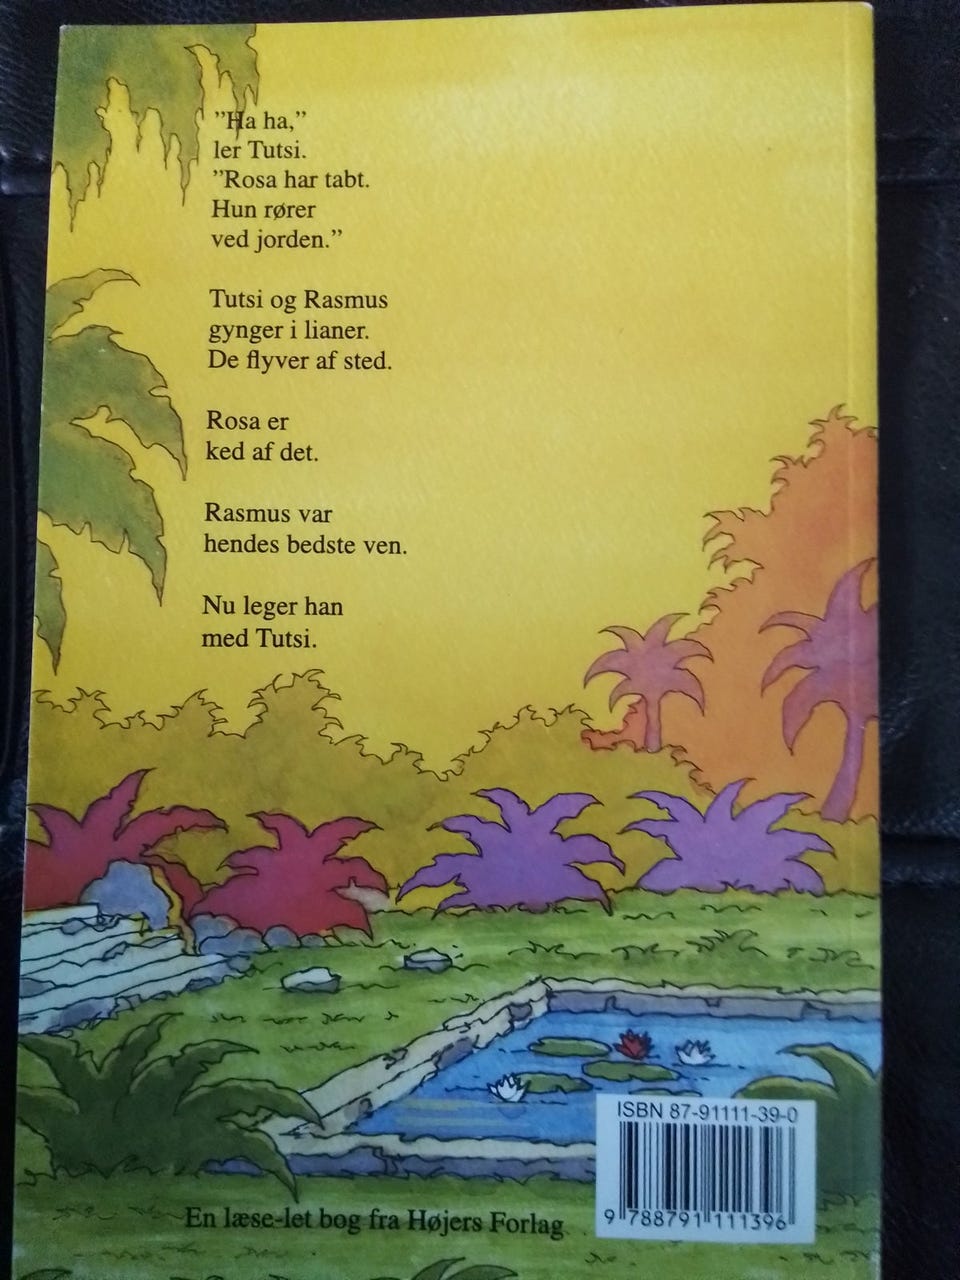 ”Ha ha,”
ler Tutsi.
”Rosa har tabt.
Hun rører
ved jorden.”
Tutsi og Rasmus
gynger i lianer.
De flyver af sted.
Rosa er
ked af det.
Rasmus var
hendes bedste ven.
Nu leger han
med Tutsi.
ISBN 87-91111-39-0
9 788791 111396
En læse-let bog fra Højers Forlag